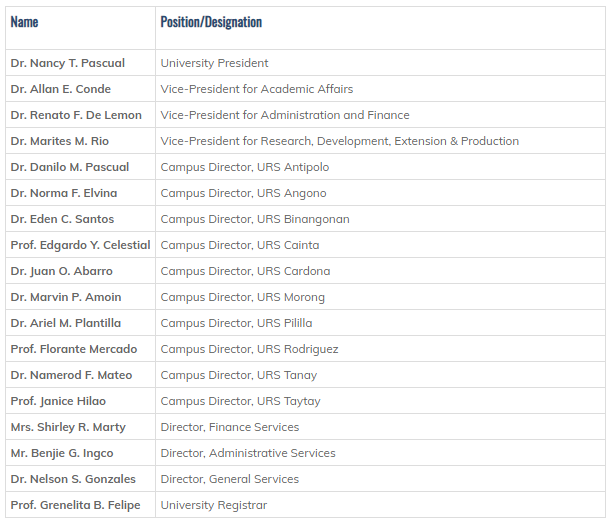 Name Position/Designation
Dr. Nancy T. Pascual University President
Dr. Allan E. Conde Vice-President for Academic Affairs
Dr. Renato F. De Lemon Vice-President for Administration and Finance
Dr. Marites M. Rio Vice-President for Research, Development, Extension & Production
Dr. Danilo M. Pascual Campus Director, URS Antipolo
Dr. Norma F. Elvina Campus Director, URS Angono
Dr. Eden C. Santos Campus Director, URS Binangonan
Prof. Edgardo Y. Celestial Campus Director, URS Cainta
Dr. Juan O. Abarro Campus Director, URS Cardona
Dr. Marvin P. Amoin Campus Director, URS Morong
Dr. Ariel M. Plantilla Campus Director, URS Pililla
Prof. Florante Mercado Campus Director, URS Rodriguez
Dr. Namerod F. Mateo Campus Director, URS Tanay
Prof. Janice Hilao Campus Director, URS Taytay
Mrs. Shirley R. Marty Director, Finance Services
Mr. Benjie G. Ingco Director, Administrative Services
Dr. Nelson S. Gonzales Director, General Services
Prof. Grenelita B. Felipe University Registrar